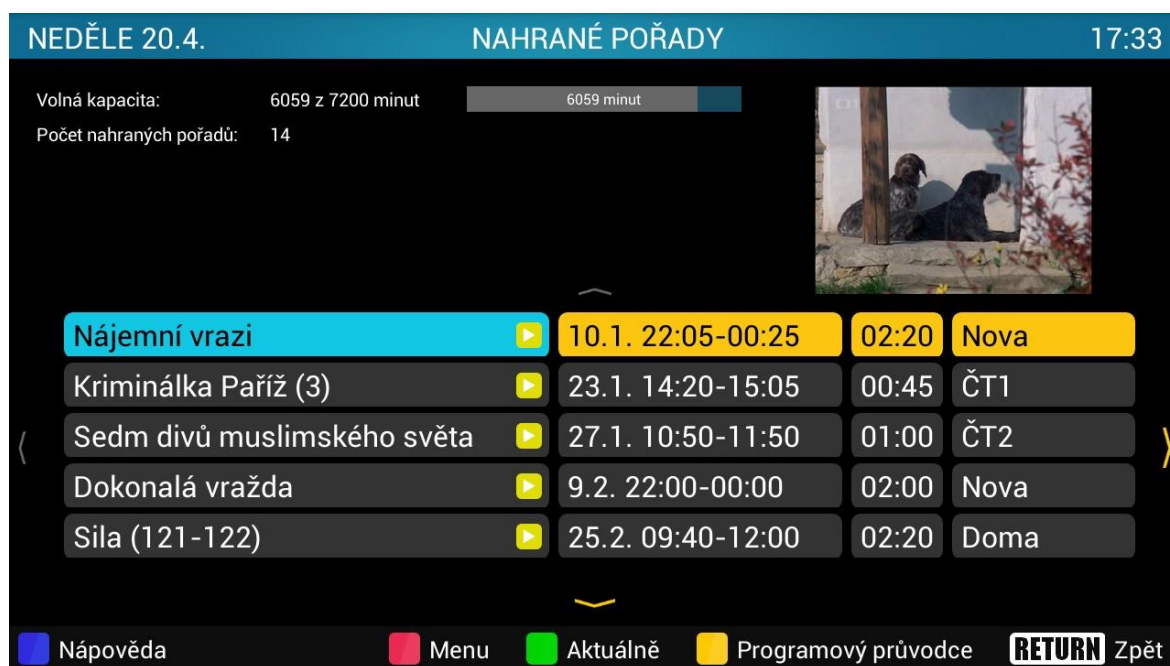 NEDĚLE 20.4. NAHRANÉ POŘADY 17:33
Volná kapacita: 6059 z 7200 minut 6059 minut
Počet nahraných pořadů: 14
Nájemní vrazi 10.1. 22:05-00:25 02:20 Nova
Kriminálka Paříž (3) 23.1. 14:20-15:05 00:45 ČT1
Sedm divů muslimského světa 27.1. 10:50-11:50 01:00 ČT2
Dokonalá vražda 9.2. 22:00-00:00 02:00 Nova
Sila (121-122) 25.2. 09:40-12:00 02:20 Doma
Nápověda Menu Aktuálně Programový průvodce RETURN Zpět